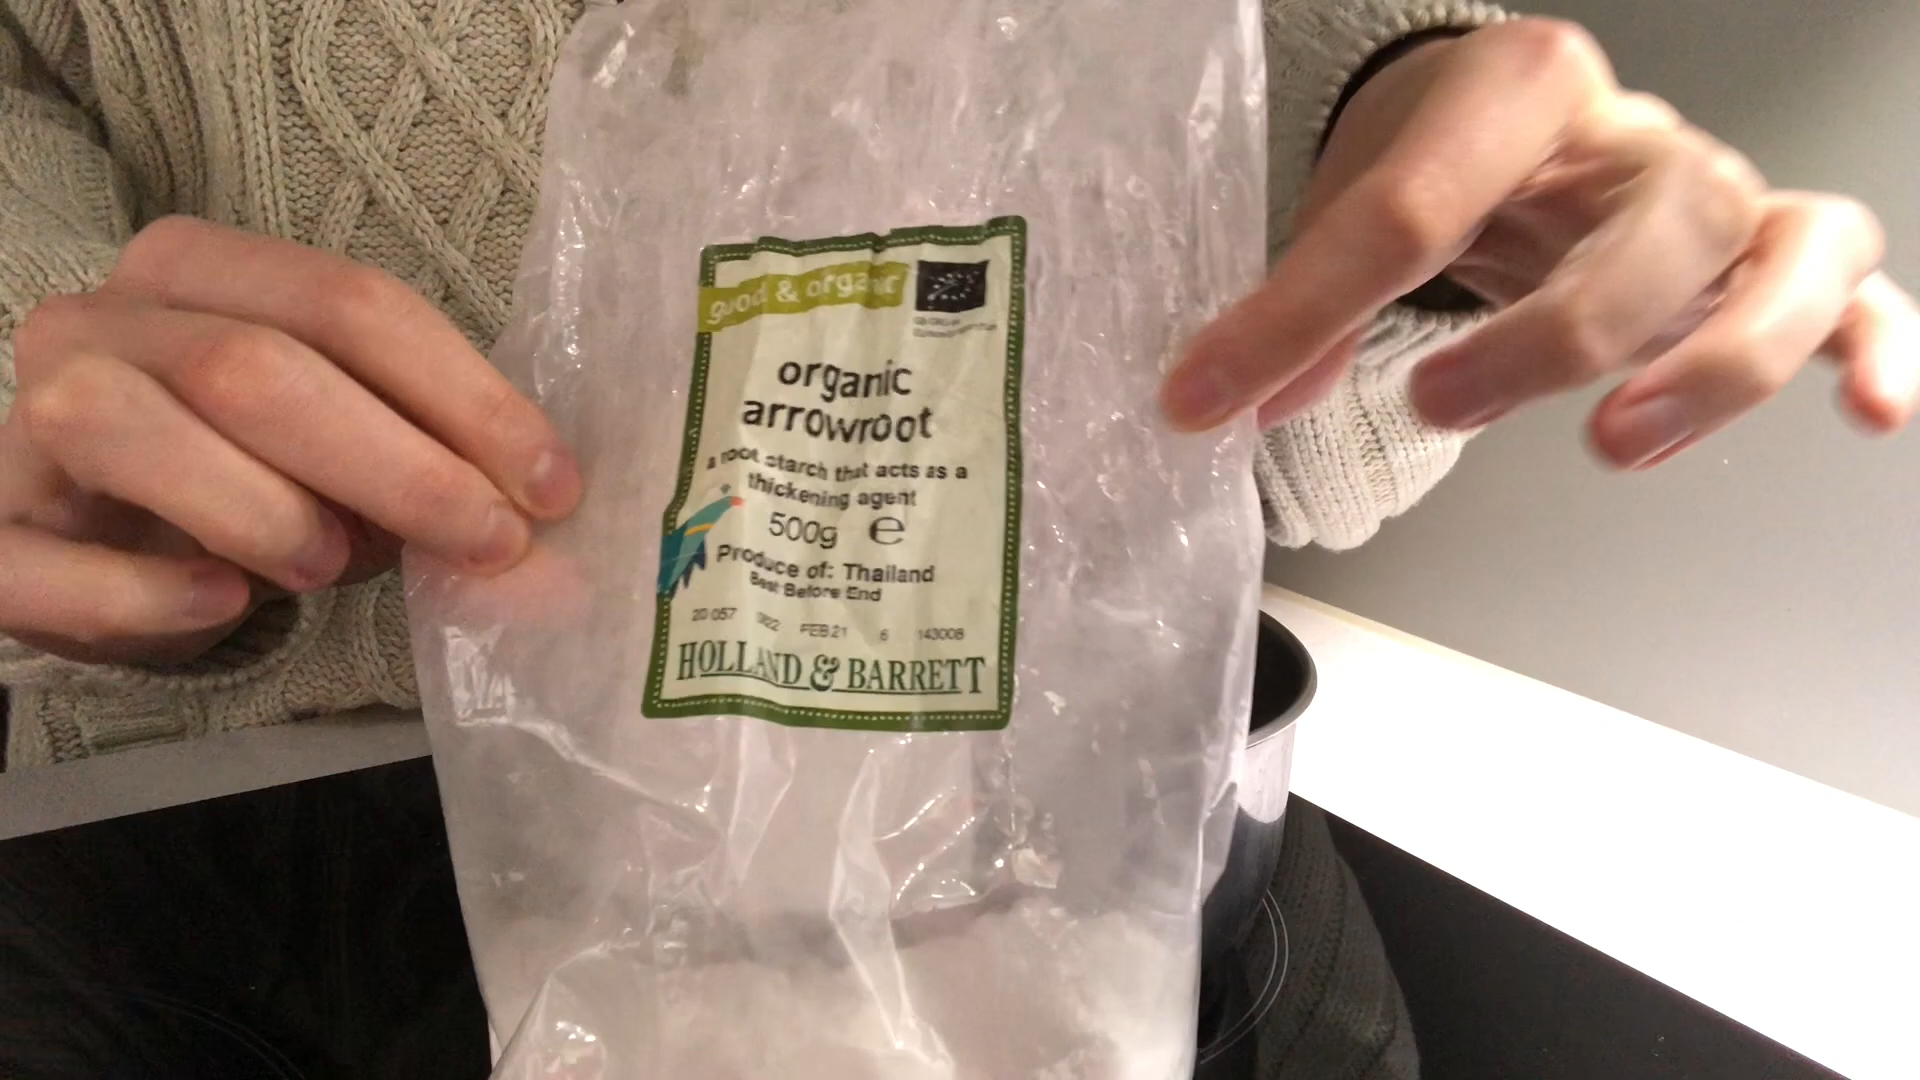 good & organic
organic
arrowroot
a root starch that acts as a
thickening agent
500g e
Produce of: Thailand
Best Before End
20 057 0822 FEB 21 6 143008
HOLLAND & BARRETT